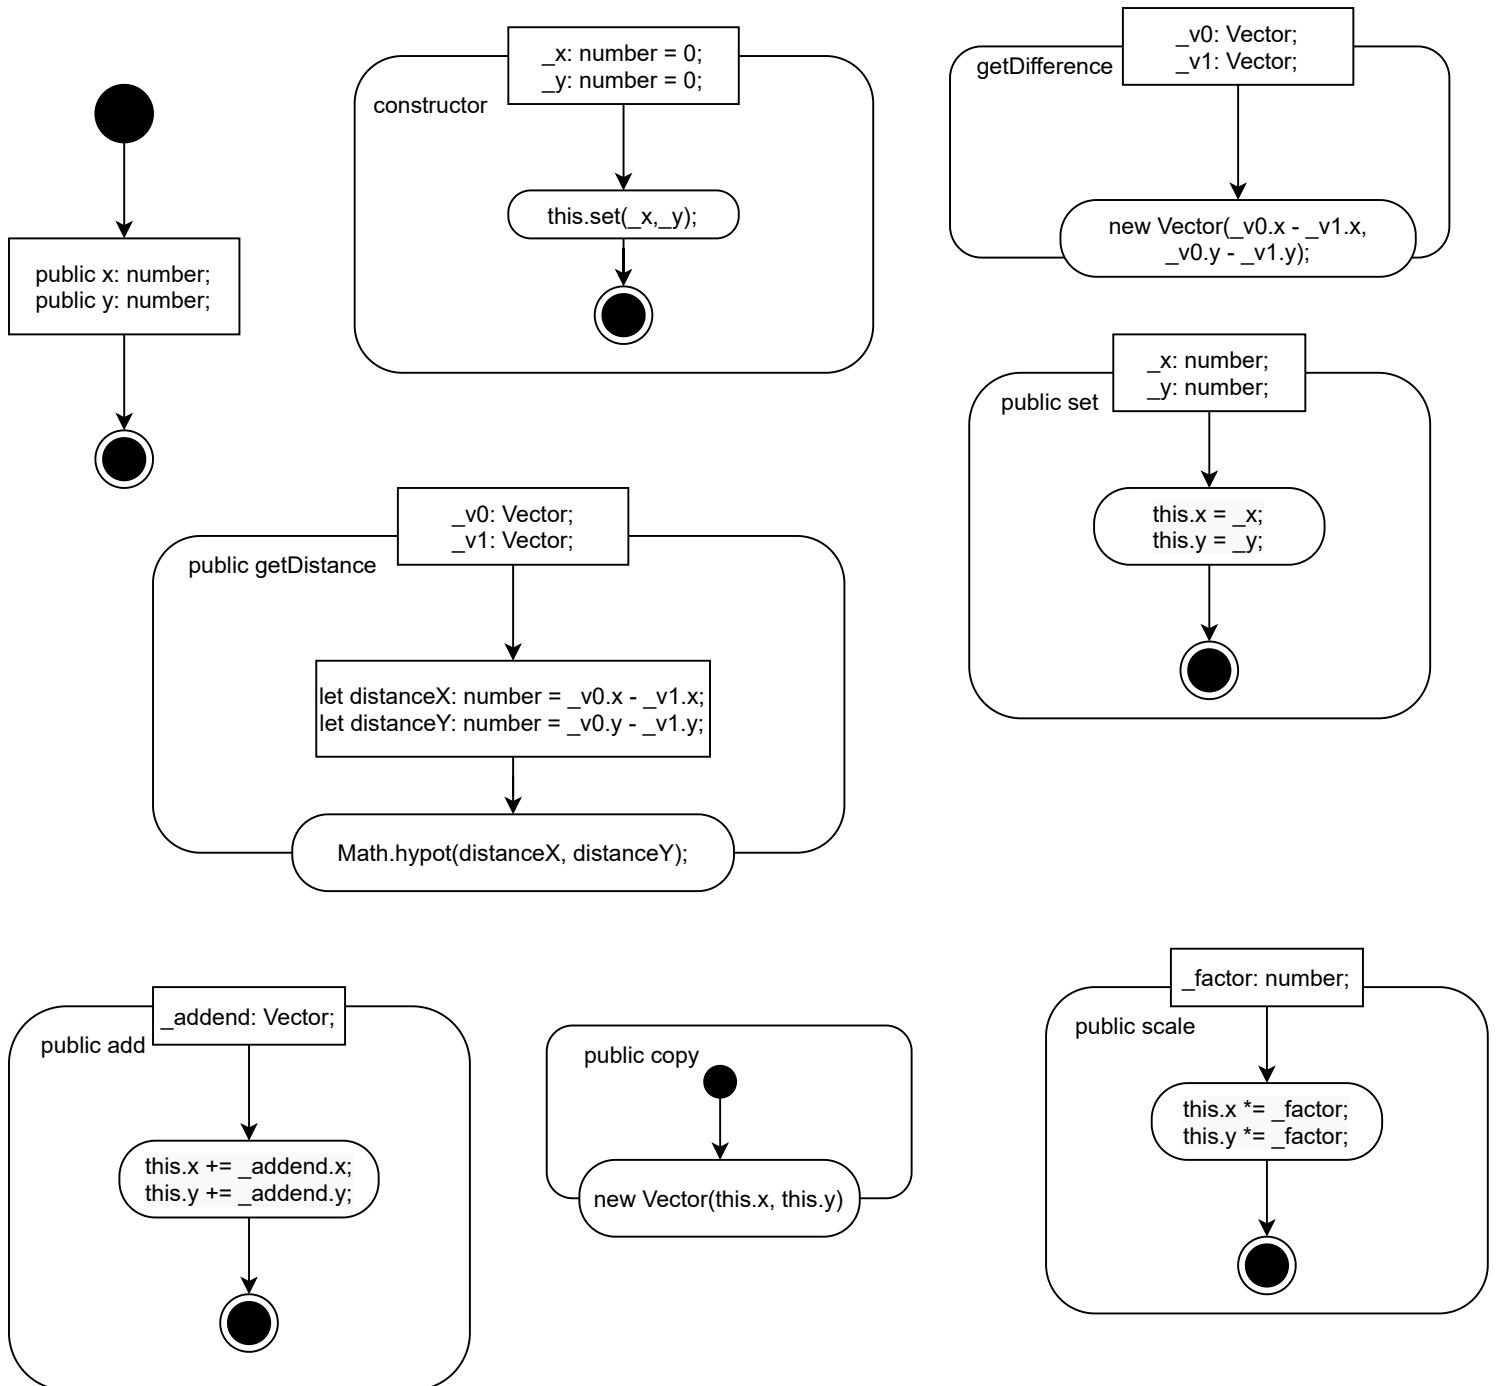 public x: number;
public y: number;
_x: number = 0;
_y: number = 0;
constructor
this.set(_x,_y);
_v0: Vector;
_v1: Vector;
getDifference
new Vector(_v0.x - _v1.x,
_v0.y - _v1.y);
_x: number;
_y: number;
public set
this.x = _x;
this.y = _y;
_v0: Vector;
_v1: Vector;
public getDistance
let distanceX: number = _v0.x - _v1.x;
let distanceY: number = _v0.y - _v1.y;
Math.hypot(distanceX, distanceY);
_addend: Vector;
public add
this.x += _addend.x;
this.y += _addend.y;
public copy
new Vector(this.x, this.y)
_factor: number;
public scale
this.x *= _factor;
this.y *= _factor;